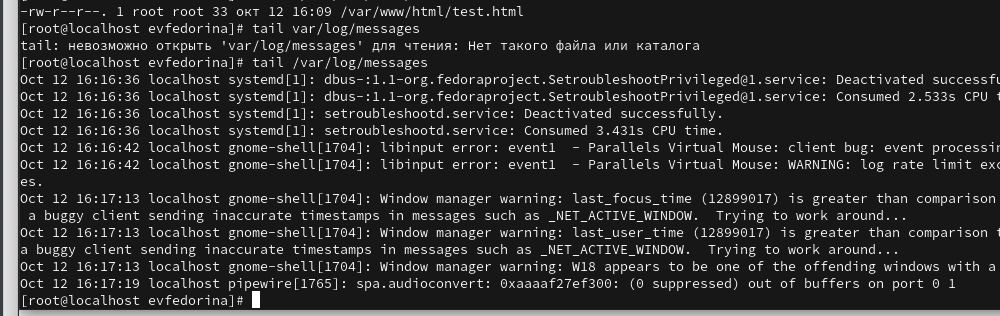 -rw-r--r--. 1 root root 33 окт 12 16:09 /var/www/html/test.html
[root@localhost evfedorina]# tail var/log/messages
tail: невозможно открыть 'var/log/messages' для чтения: Нет такого файла или каталога
[root@localhost evfedorina]# tail /var/log/messages
Oct 12 16:16:36 localhost systemd[1]: dbus-:1.1-org.fedoraproject.SetroubleshootPrivileged@1.service: Deactivated successfu
Oct 12 16:16:36 localhost systemd[1]: dbus-:1.1-org.fedoraproject.SetroubleshootPrivileged@1.service: Consumed 2.533s CPU t
Oct 12 16:16:36 localhost systemd[1]: setroubleshootd.service: Deactivated successfully.
Oct 12 16:16:36 localhost systemd[1]: setroubleshootd.service: Consumed 3.431s CPU time.
Oct 12 16:16:42 localhost gnome-shell[1704]: libinput error: event1  - Parallels Virtual Mouse: client bug: event processin
Oct 12 16:16:42 localhost gnome-shell[1704]: libinput error: event1  - Parallels Virtual Mouse: WARNING: log rate limit exc
es.
Oct 12 16:17:13 localhost gnome-shell[1704]: Window manager warning: last_focus_time (12899017) is greater than comparison
 a buggy client sending inaccurate timestamps in messages such as _NET_ACTIVE_WINDOW.  Trying to work around...
Oct 12 16:17:13 localhost gnome-shell[1704]: Window manager warning: last_user_time (12899017) is greater than comparison t
a buggy client sending inaccurate timestamps in messages such as _NET_ACTIVE_WINDOW.  Trying to work around...
Oct 12 16:17:13 localhost gnome-shell[1704]: Window manager warning: W18 appears to be one of the offending windows with a
Oct 12 16:17:19 localhost pipewire[1765]: spa.audioconvert: 0xaaaaf27ef300: (0 suppressed) out of buffers on port 0 1
[root@localhost evfedorina]#